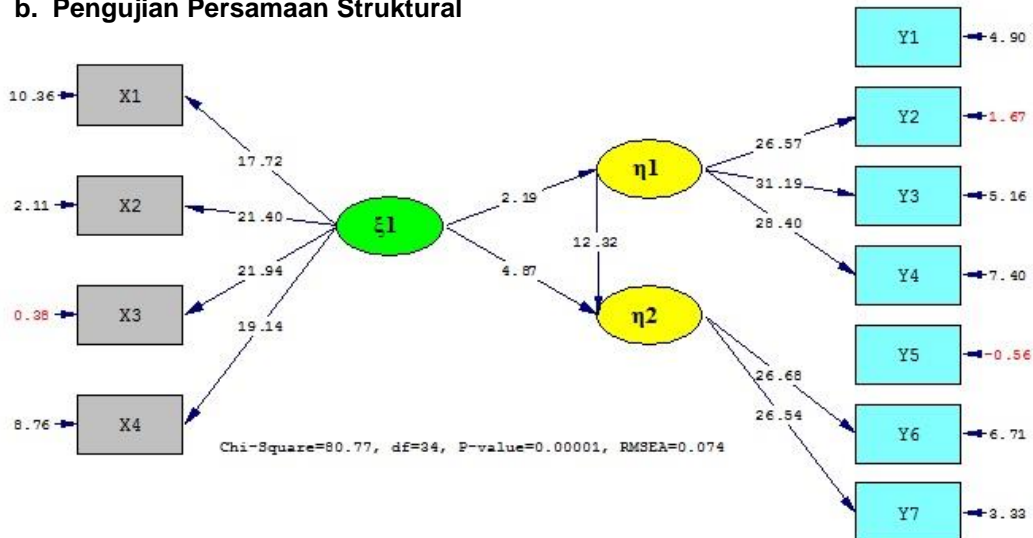 b. Pengujian Persamaan Struktural
Y1
4.90
10.36
X1
Y2
1.67
26.57
17.72
η1
2.19
31.19
Y3
5.16
2.11
X2
21.40
ξ1
28.40
12.32
21.94
4.87
Y4
7.40
0.38
X3
19.14
η2
Y5
-0.56
26.68
26.54
8.76
X4
Y6
6.71
Chi-Square=80.77, df=34, P-value=0.00001, RMSEA=0.074
Y7
3.33